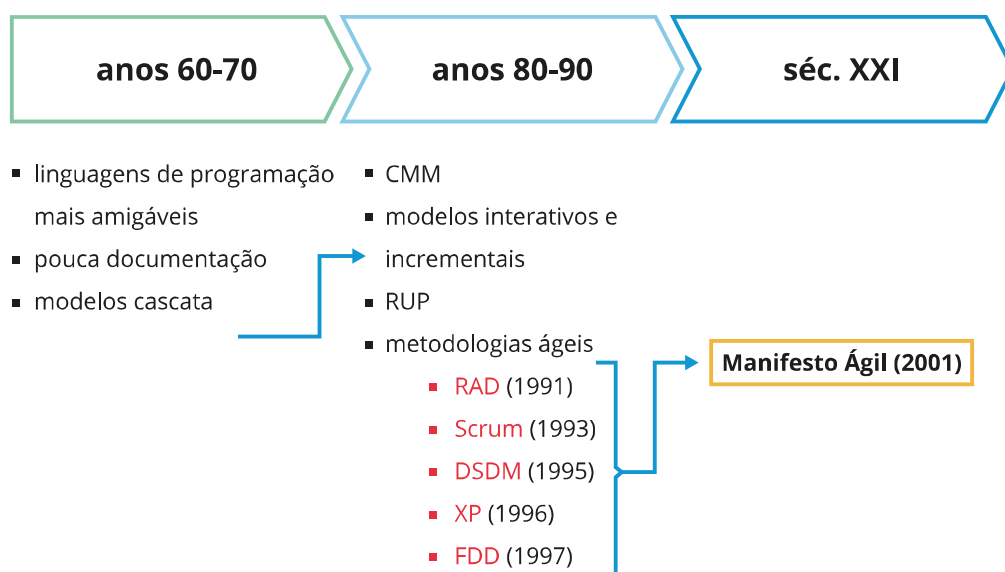 anos 60-70
anos 80-90
séc. XXI
▪ linguagens de programação
mais amigáveis
▪ pouca documentação
▪ modelos cascata
▪ CMM
▪ modelos interativos e
incrementais
▪ RUP
▪ metodologias ágeis
▪ RAD (1991)
▪ Scrum (1993)
▪ DSDM (1995)
▪ XP (1996)
▪ FDD (1997)
Manifesto Ágil (2001)